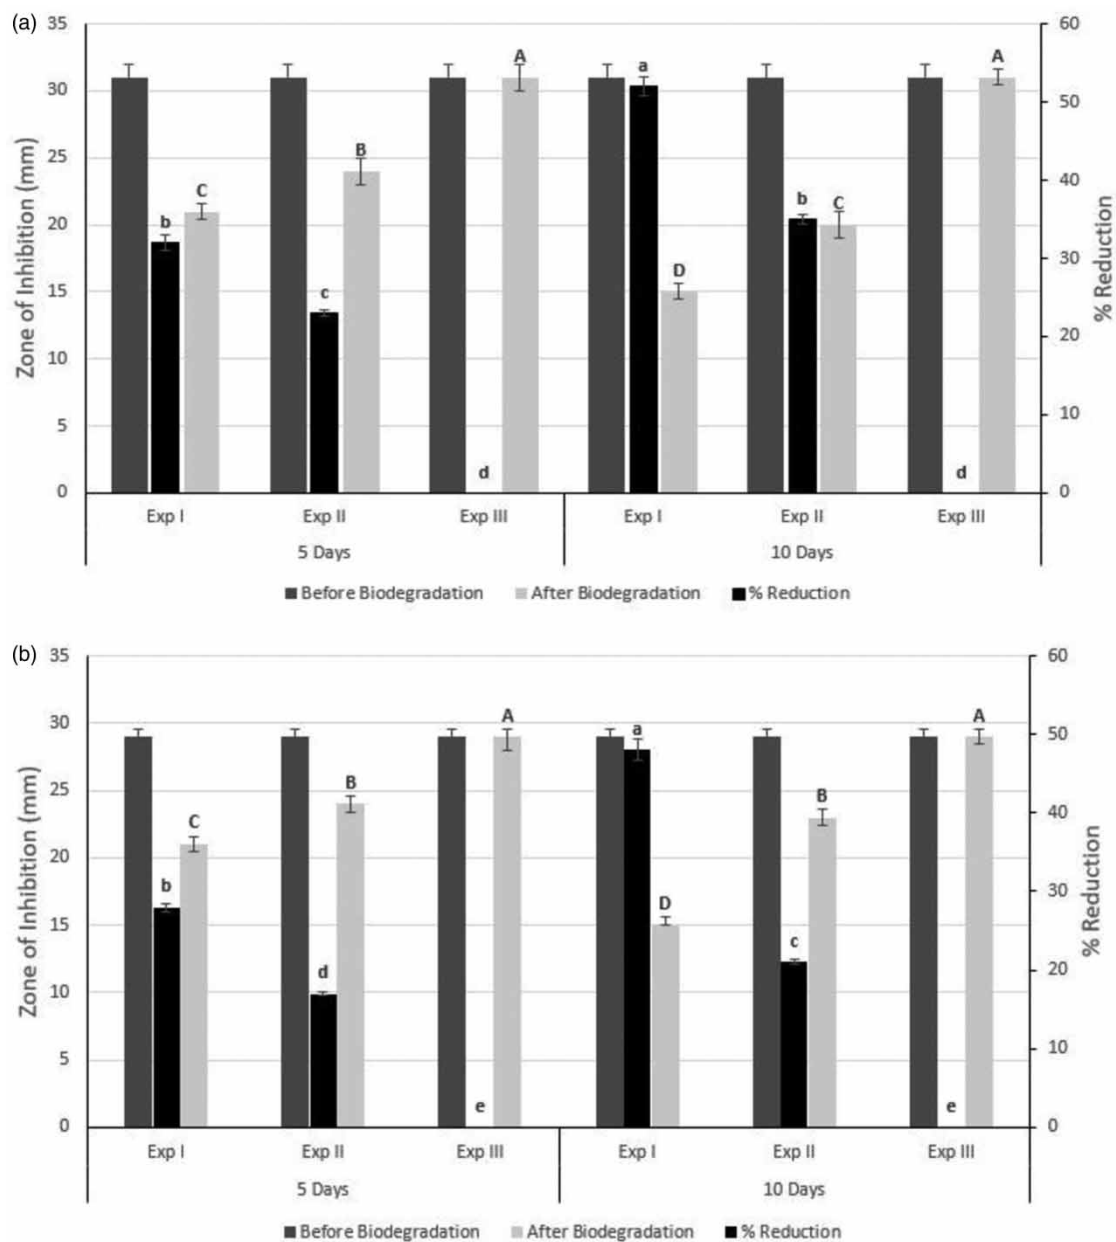 (a)
35
30
25
20
15
10
5
0
Zone of Inhibition (mm)
60
50
40
30
20
10
0
% Reduction
b
C
c
B
d
A
a
D
b
C
d
A
Exp I Exp II Exp III Exp I Exp II Exp III
5 Days 10 Days
Before Biodegradation After Biodegradation % Reduction
(b)
35
30
25
20
15
10
5
0
Zone of Inhibition (mm)
60
50
40
30
20
10
0
% Reduction
b
C
d
B
e
A
a
D
c
B
e
A
Exp I Exp II Exp III Exp I Exp II Exp III
5 Days 10 Days
Before Biodegradation After Biodegradation % Reduction